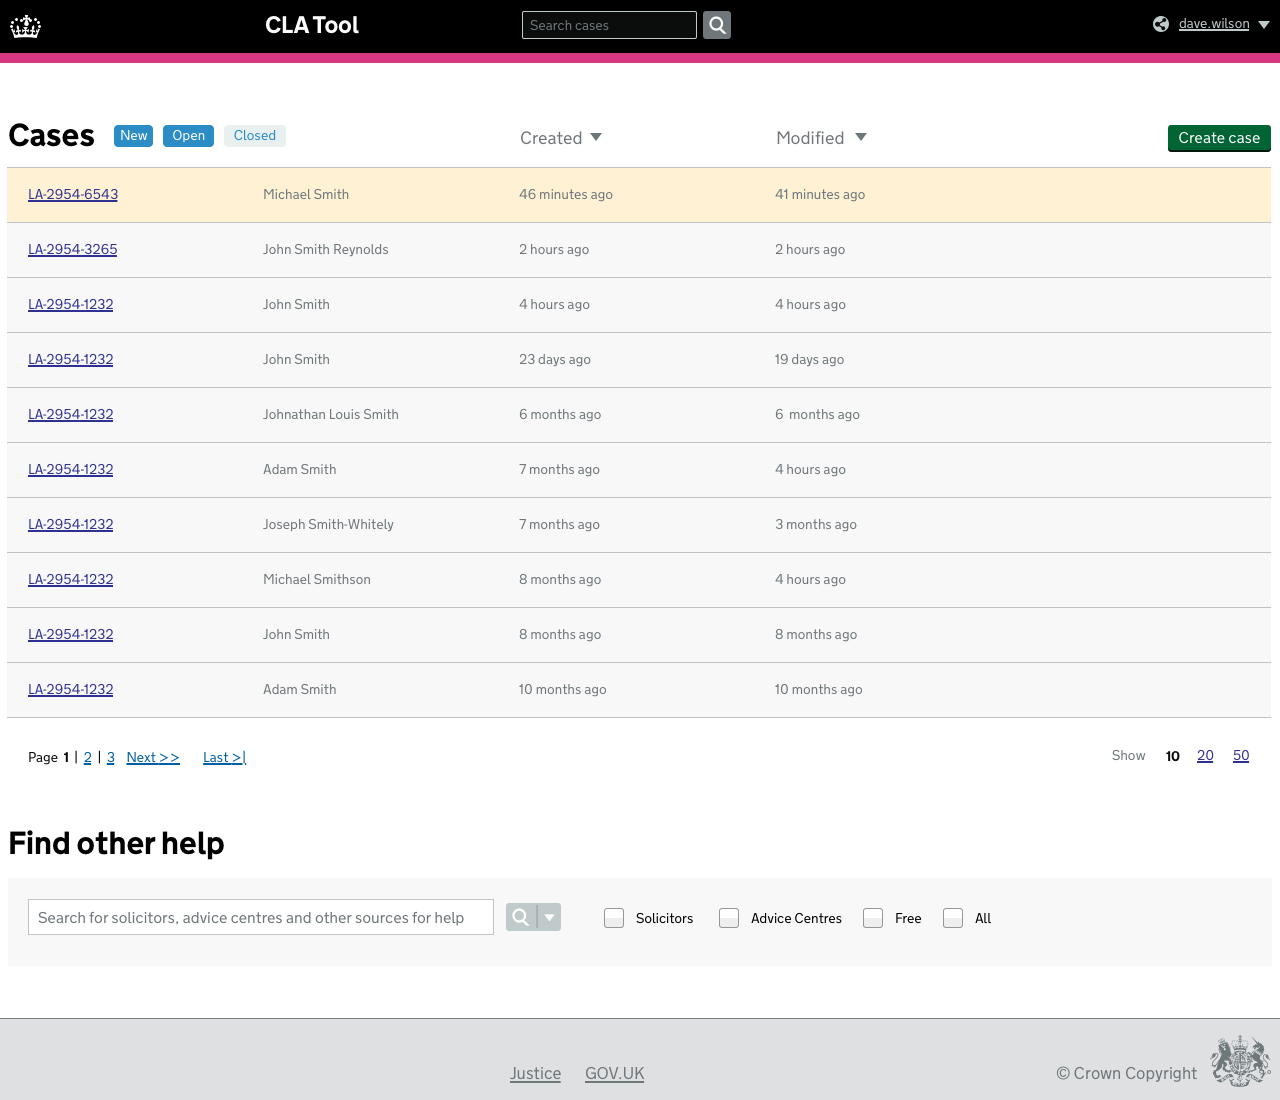 CLA Tool Search cases dave.wilson
Cases New Open Closed Created Modified Create case
LA-2954-6543 Michael Smith 46 minutes ago 41 minutes ago
LA-2954-3265 John Smith Reynolds 2 hours ago 2 hours ago
LA-2954-1232 John Smith 4 hours ago 4 hours ago
LA-2954-1232 John Smith 23 days ago 19 days ago
LA-2954-1232 Johnathan Louis Smith 6 months ago 6 months ago
LA-2954-1232 Adam Smith 7 months ago 4 hours ago
LA-2954-1232 Joseph Smith-Whitely 7 months ago 3 months ago
LA-2954-1232 Michael Smithson 8 months ago 4 hours ago
LA-2954-1232 John Smith 8 months ago 8 months ago
LA-2954-1232 Adam Smith 10 months ago 10 months ago
Page 1 | 2 | 3 Next >> Last >| Show 10 20 50
Find other help
Search for solicitors, advice centres and other sources for help Solicitors Advice Centres Free All
Justice GOV.UK © Crown Copyright